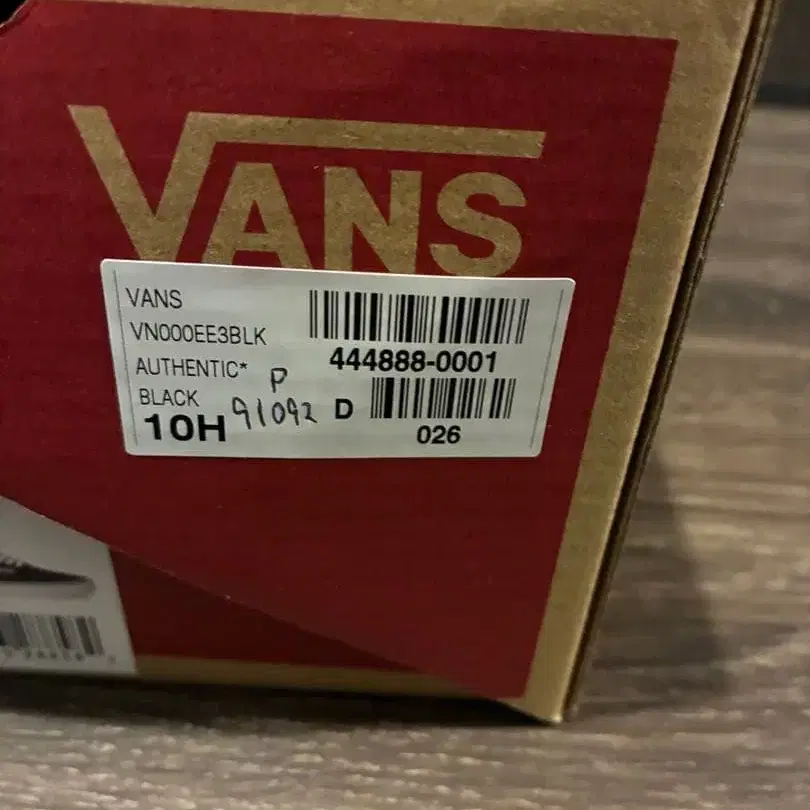 VANS
VANS
VN000EE3BLK
AUTHENTIC*
BLACK
10H
P
91092
444888-0001
D
026